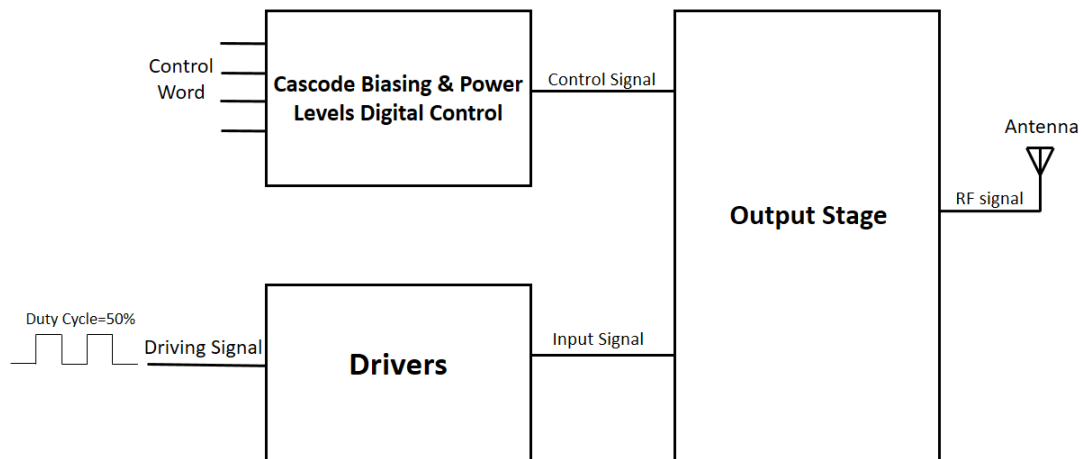 Control
Word
Cascode Biasing & Power
Levels Digital Control
Control Signal
Antenna
Output Stage
RF signal
Duty Cycle=50%
Driving Signal
Drivers
Input Signal